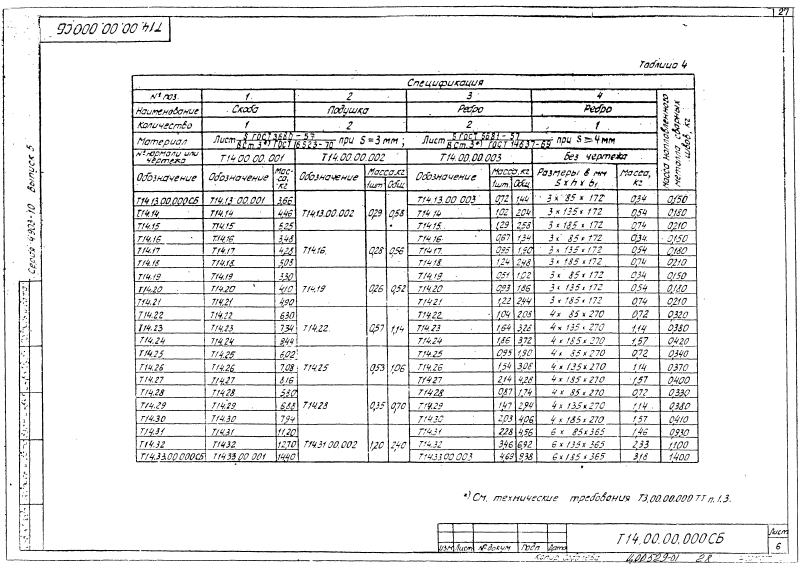 27
Т14.00.00.000СБ
Таблица 4
Спецификация
№ поз. 1 2 3 4
Наименование Скоба Подушка Ребро Ребро
Количество 1 2 2 1
Материал Лист Б ГОСТ 3680-57 / В Ст.3*) ГОСТ 16523-70 при S=3мм; Лист Б ГОСТ 5681-57 / В Ст.3*) ГОСТ 14637-69 при S≥4мм
Масса наплавленного металла сварных швов, кг
№ нормали или чертежа Т14.00.00.001 Т14.00.00.002 Т14.00.00.003 Без чертежа
Обозначение Обозначение Масса, кг Обозначение Масса, кг 1шт. Общ. Обозначение Масса, кг 1шт. Общ. Размеры в мм S x h x b₁ Масса, кг
Т14.13.00.000СБ Т14.13.00.001 3,66 Т14.13.00.003 0,72 1,44 3 x 85 x 172 0,34 0,150
Т14.14 Т14.14 4,46 Т14.13.00.002 0,29 0,58 Т14.14 1,02 2,04 3 x 135 x 172 0,54 0,180
Т14.15 Т14.15 5,25 Т14.15 1,29 2,58 3 x 185 x 172 0,74 0,210
Т14.16 Т14.16 3,48 Т14.16 0,67 1,34 3 x 85 x 172 0,34 0,150
Т14.17 Т14.17 4,28 Т14.16 0,28 0,56 Т14.17 0,95 1,90 3 x 135 x 172 0,54 0,180
Т14.18 Т14.18 5,08 Т14.18 1,24 2,48 3 x 185 x 172 0,74 0,210
Т14.19 Т14.19 3,30 Т14.19 0,51 1,02 3 x 85 x 172 0,34 0,150
Т14.20 Т14.20 4,10 Т14.19 0,26 0,52 Т14.20 0,93 1,86 3 x 135 x 172 0,54 0,180
Т14.21 Т14.21 4,90 Т14.21 1,22 2,44 3 x 185 x 172 0,74 0,210
Т14.22 Т14.22 6,30 Т14.22 1,04 2,08 4 x 85 x 270 0,72 0,320
Т14.23 Т14.23 7,34 Т14.22 0,57 1,14 Т14.23 1,64 3,28 4 x 135 x 270 1,14 0,380
Т14.24 Т14.24 8,44 Т14.24 1,86 3,72 4 x 185 x 270 1,57 0,420
Т14.25 Т14.25 6,02 Т14.25 0,95 1,90 4 x 85 x 270 0,72 0,340
Т14.26 Т14.26 7,08 Т14.25 0,53 1,06 Т14.26 1,54 3,08 4 x 135 x 270 1,14 0,370
Т14.27 Т14.27 8,16 Т14.27 2,14 4,28 4 x 185 x 270 1,57 0,400
Т14.28 Т14.28 5,80 Т14.28 0,87 1,74 4 x 85 x 270 0,72 0,330
Т14.29 Т14.29 6,88 Т14.28 0,35 0,70 Т14.29 1,47 2,94 4 x 135 x 270 1,14 0,380
Т14.30 Т14.30 7,94 Т14.30 2,03 4,06 4 x 185 x 270 1,57 0,410
Т14.31 Т14.31 11,20 Т14.31 2,28 4,56 6 x 85 x 365 1,46 0,930
Т14.32 Т14.32 12,70 Т14.31.00.002 1,20 2,40 Т14.32 3,46 6,92 6 x 135 x 365 2,33 1,100
Т14.33.00.000СБ Т14.33.00.001 14,40 Т14.33.00.003 4,69 9,38 6 x 185 x 365 3,18 1,400
*) См. технические требования Т3.00.00.000 ТТ п.1.3.
Т14.00.00.000СБ
Лист
6
Изм. Лист № докум. Подп. Дата
Копир.
Ц00529-01 28
Серия 4.903-10 Выпуск 5